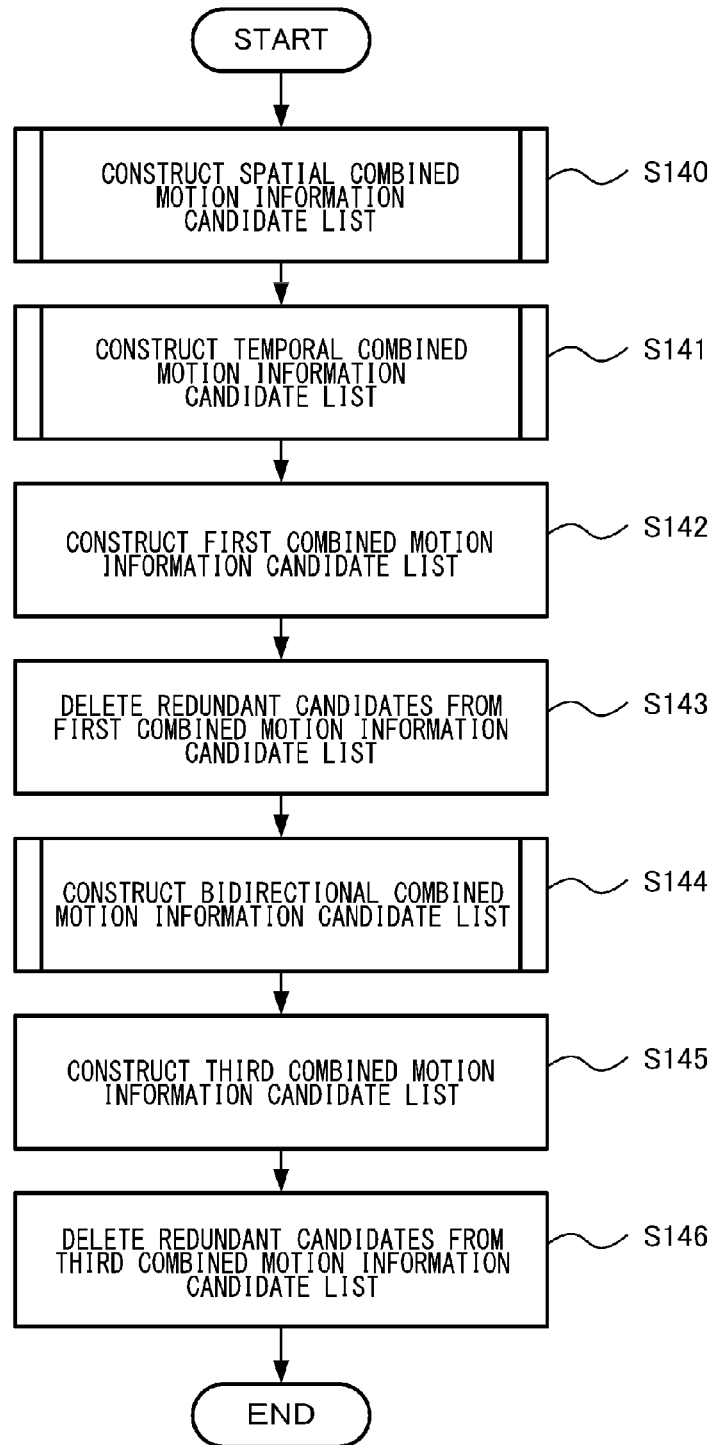 START
CONSTRUCT SPATIAL COMBINED
MOTION INFORMATION
CANDIDATE LIST
S140
CONSTRUCT TEMPORAL COMBINED
MOTION INFORMATION
CANDIDATE LIST
S141
CONSTRUCT FIRST COMBINED MOTION
INFORMATION CANDIDATE LIST
S142
DELETE REDUNDANT CANDIDATES FROM
FIRST COMBINED MOTION INFORMATION
CANDIDATE LIST
S143
CONSTRUCT BIDIRECTIONAL COMBINED
MOTION INFORMATION CANDIDATE LIST
S144
CONSTRUCT THIRD COMBINED MOTION
INFORMATION CANDIDATE LIST
S145
DELETE REDUNDANT CANDIDATES FROM
THIRD COMBINED MOTION INFORMATION
CANDIDATE LIST
S146
END